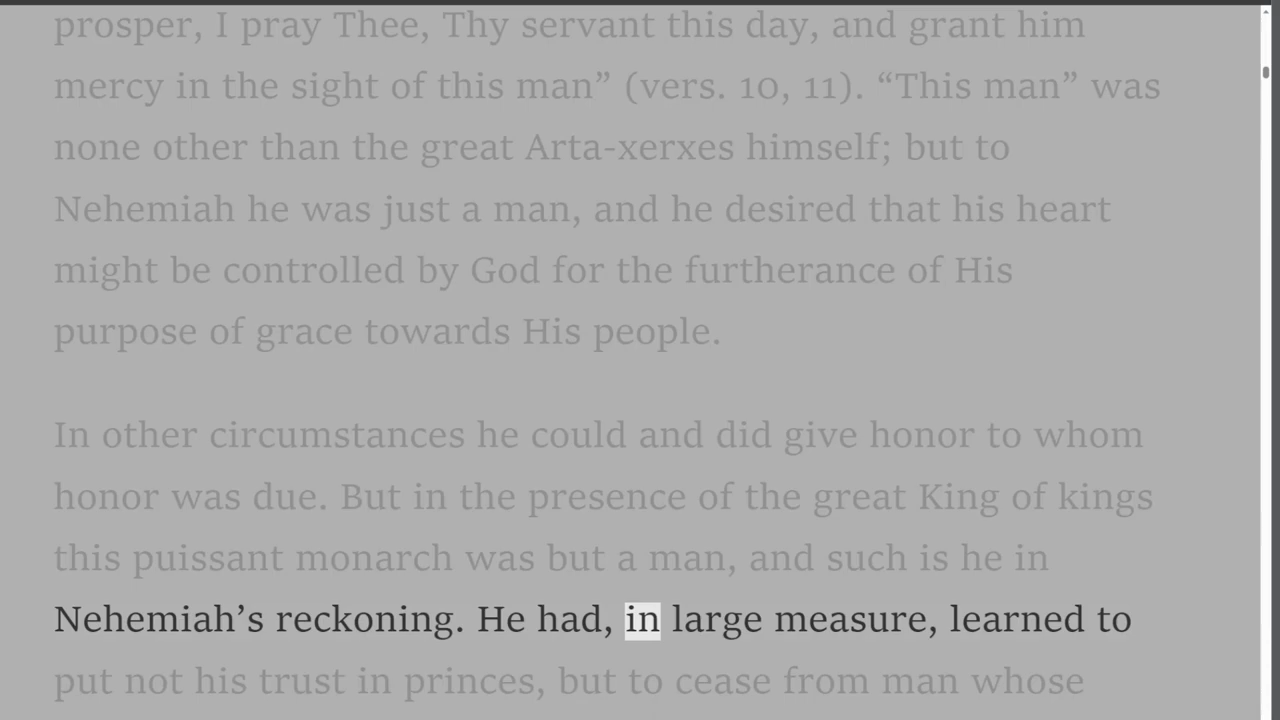 prosper, I pray Thee, Thy servant this day, and grant him
mercy in the sight of this man” (vers. 10, 11). “This man” was
none other than the great Arta-xerxes himself; but to
Nehemiah he was just a man, and he desired that his heart
might be controlled by God for the furtherance of His
purpose of grace towards His people.
In other circumstances he could and did give honor to whom
honor was due. But in the presence of the great King of kings
this puissant monarch was but a man, and such is he in
Nehemiah’s reckoning. He had, in large measure, learned to
put not his trust in princes, but to cease from man whose